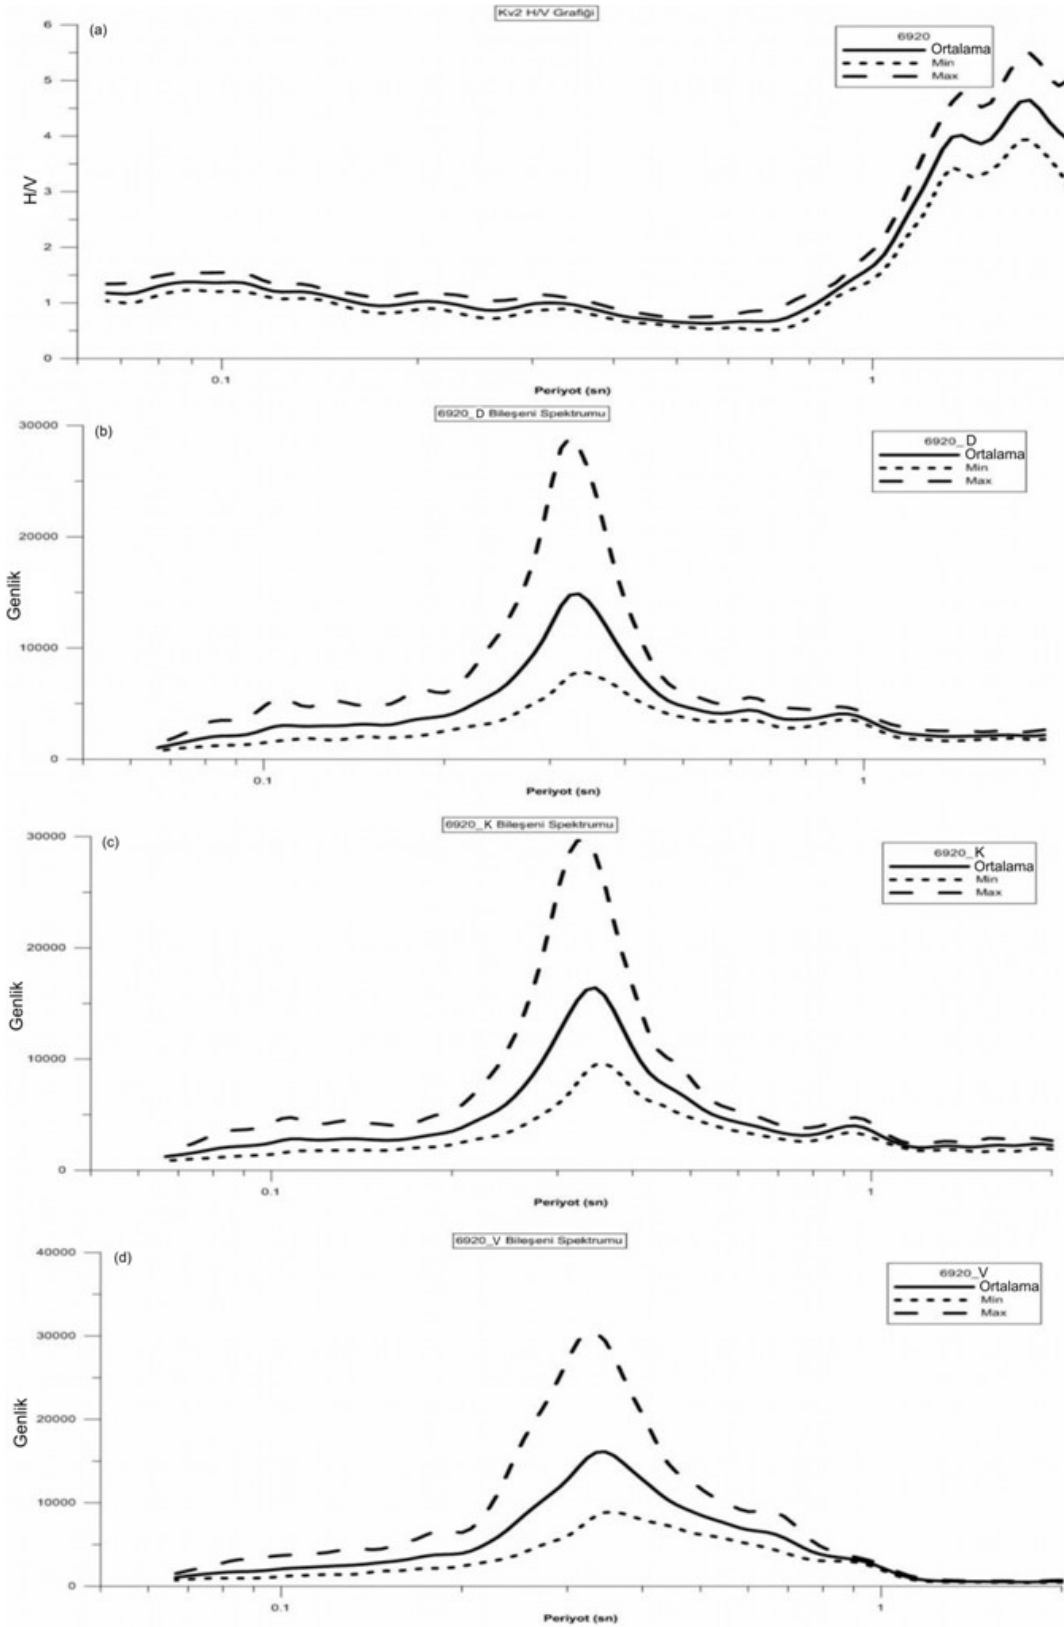 Kv2 H/V Grafiği
(a)
6920
Ortalama
Min
Max
6
5
4
3
2
1
0
H/V
0.1
1
Periyot (sn)
6920_D Bileşeni Spektrumu
(b)
6920_D
Ortalama
Min
Max
30000
20000
10000
0
Genlik
0.1
1
Periyot (sn)
6920_K Bileşeni Spektrumu
(c)
6920_K
Ortalama
Min
Max
30000
20000
10000
0
Genlik
0.1
1
Periyot (sn)
6920_V Bileşeni Spektrumu
(d)
6920_V
Ortalama
Min
Max
40000
30000
20000
10000
0
Genlik
0.1
1
Periyot (sn)